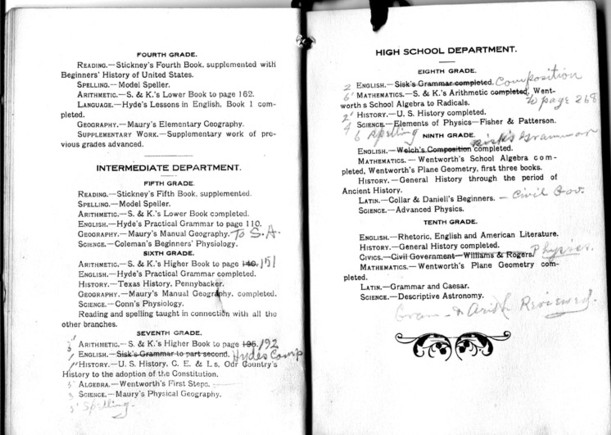 FOURTH GRADE.
READING.—Stickney's Fourth Book, supplemented with
Beginners' History of United States.
SPELLING.—Model Speller.
ARITHMETIC.—S. & K's Lower Book to page 162.
LANGUAGE.—Hyde's Lessons in English, Book 1 com-
pleted.
GEOGRAPHY.—Maury's Elementary Geography.
SUPPLEMENTARY WORK.—Supplementary work of pre-
vious grades advanced.
INTERMEDIATE DEPARTMENT.
FIFTH GRADE.
READING.—Stickney's Fifth Book, supplemented.
SPELLING—Model Speller.
ARITHMETIC.—S. & K's Lower Book completed.
ENGLISH—Hyde's Practical Grammar to page 110.
GEOGRAPHY.—Maury's Manual Geography. To S.A.
SCIENCE.—Coleman's Beginners' Physiology.
SIXTH GRADE.
ARITHMETIC.—S. & K's Higher Book to page 151
ENGLISH—Hyde's Practical Grammar completed.
HISTORY.—Texas History, Pennybacker.
GEOGRAPHY.—Maury's Manual Geography, completed.
SCIENCE.—Conn's Physiology.
Reading and spelling taught in connection with all the
other branches.
SEVENTH GRADE.
ARITHMETIC.—S. & K's Higher Book to page 192
ENGLISH.—Sisk's Grammar to part second. Hydes Comp
HISTORY—U. S. History, C. E. & Ls, Our Country's
History to the adoption of the Constitution.
ALGEBRA.—Wentworth's First Steps.
3 SCIENCE.—Maury's Physical Geography.
Spelling.
HIGH SCHOOL DEPARTMENT.
EIGHTH GRADE.
2 ENGLISH.—Sisk's Grammar completed. Composition
6 MATHEMATICS.—S. & K's Arithmetic completed, Went-
worth's School Algebra to Radicals. to page 268
2 HISTORY.—U. S. History completed.
SCIENCE.—Elements of Physics—Fisher & Patterson.
6 Spelling
NINTH GRADE. Sisk's Grammar
ENGLISH.—Welch's Composition completed.
MATHEMATICS.—Wentworth's School Algebra com-
pleted, Wentworth's Plane Geometry, first three books.
HISTORY.—General History through the period of
Ancient History.
LATIN.—Collar & Daniell's Beginners. — Civil Gov.
SCIENCE.—Advanced Physics.
TENTH GRADE.
ENGLISH.—Rhetoric, English and American Literature.
HISTORY.—General History completed.
CIVICS.—Civil Government—Williams & Rogers. Physics.
MATHEMATICS.—Wentworth's Plane Geometry com-
pleted.
LATIN.—Grammar and Caesar.
SCIENCE.—Descriptive Astronomy.
Gram & Arith Reviewed.